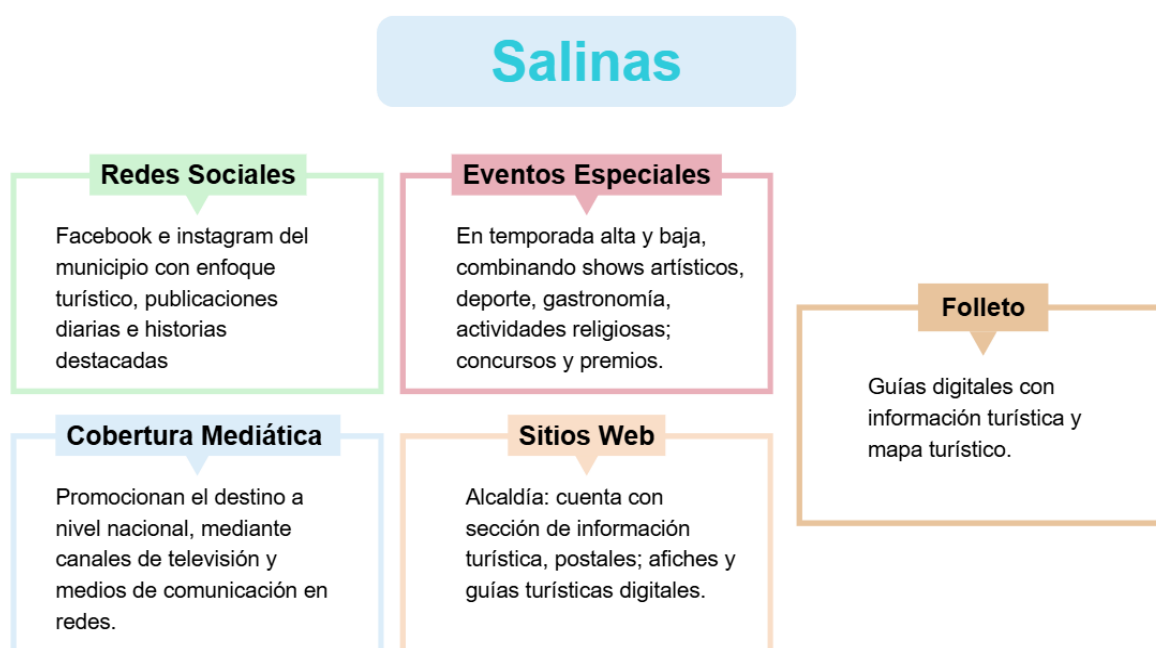 Salinas
Redes Sociales
Facebook e instagram del
municipio con enfoque
turístico, publicaciones
diarias e historias
destacadas
Eventos Especiales
En temporada alta y baja,
combinando shows artísticos,
deporte, gastronomía,
actividades religiosas;
concursos y premios.
Folleto
Guías digitales con
información turística y
mapa turístico.
Cobertura Mediática
Promocionan el destino a
nivel nacional, mediante
canales de televisión y
medios de comunicación en
redes.
Sitios Web
Alcaldía: cuenta con
sección de información
turística, postales; afiches y
guías turísticas digitales.